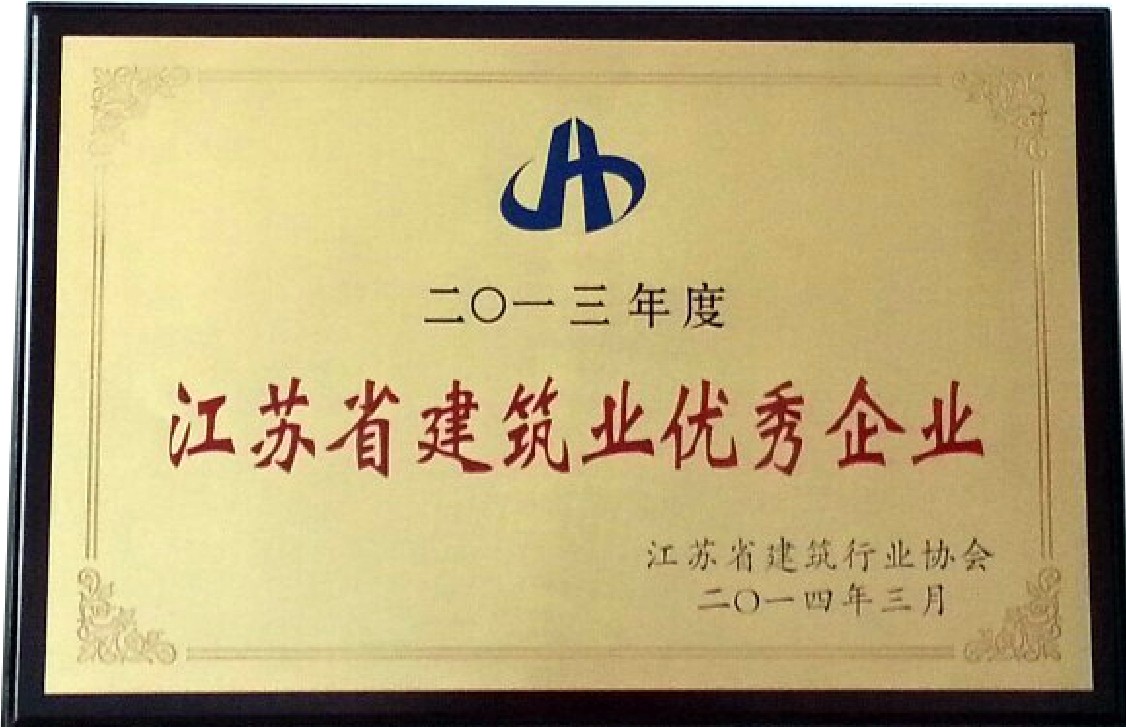 二〇一三年度
江苏省建筑业优秀企业
江苏省建筑行业协会
二〇一四年三月